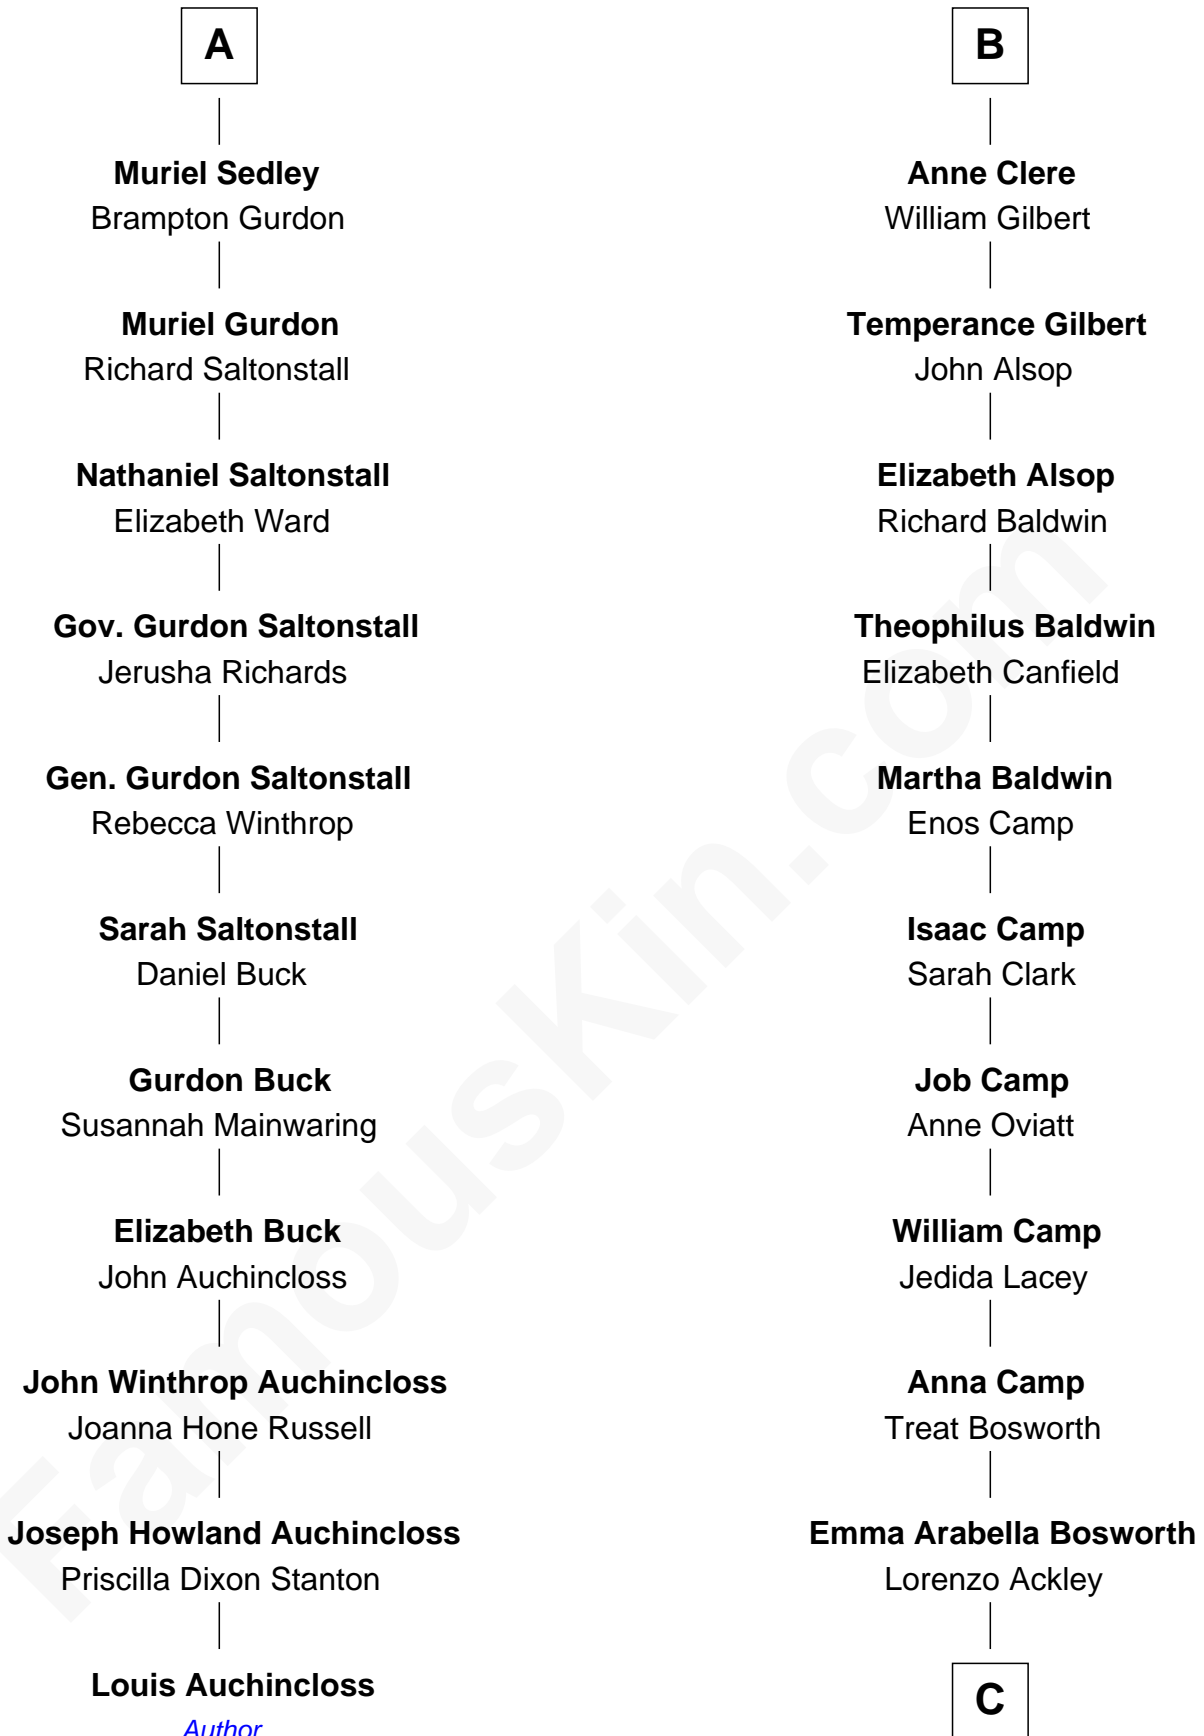 A
Muriel Sedley
Brampton Gurdon
Muriel Gurdon
Richard Saltonstall
Nathaniel Saltonstall
Elizabeth Ward
Gov. Gurdon Saltonstall
Jerusha Richards
Gen. Gurdon Saltonstall
Rebecca Winthrop
Sarah Saltonstall
Daniel Buck
Gurdon Buck
Susannah Mainwaring
Elizabeth Buck
John Auchincloss
John Winthrop Auchincloss
Joanna Hone Russell
Joseph Howland Auchincloss
Priscilla Dixon Stanton
Louis Auchincloss
Author
B
Anne Clere
William Gilbert
Temperance Gilbert
John Alsop
Elizabeth Alsop
Richard Baldwin
Theophilus Baldwin
Elizabeth Canfield
Martha Baldwin
Enos Camp
Isaac Camp
Sarah Clark
Job Camp
Anne Oviatt
William Camp
Jedida Lacey
Anna Camp
Treat Bosworth
Emma Arabella Bosworth
Lorenzo Ackley
C
FamousKin.com